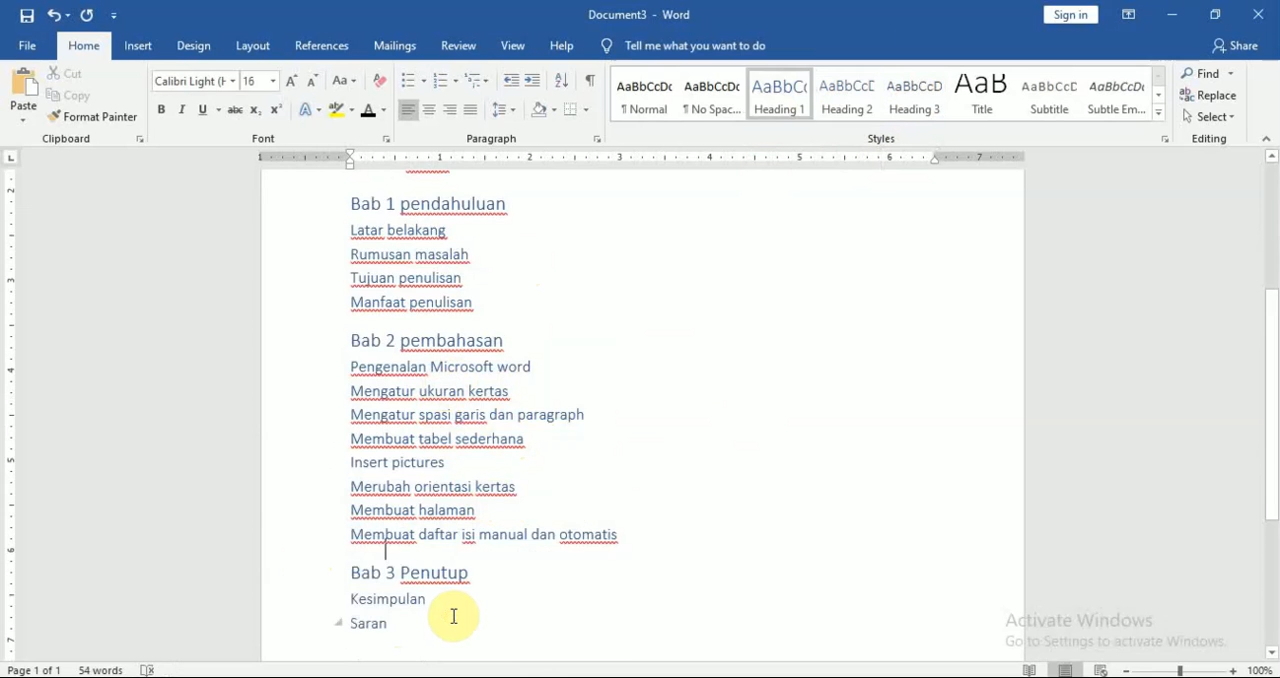 Document3 - Word
Sign in
File Home Insert Design Layout References Mailings Review View Help Tell me what you want to do Share
Paste
Cut
Copy
Format Painter
Clipboard
Calibri Light (H 16
Font
Paragraph
AaBbCcDc AaBbCcDc AaBbC AaBbCcD AaBbCcD AaB AaBbCcD AaBbCcD
¶ Normal ¶ No Spac... Heading 1 Heading 2 Heading 3 Title Subtitle Subtle Em...
Styles
Find
Replace
Select
Editing
Bab 1 pendahuluan
Latar belakang
Rumusan masalah
Tujuan penulisan
Manfaat penulisan
Bab 2 pembahasan
Pengenalan Microsoft word
Mengatur ukuran kertas
Mengatur spasi garis dan paragraph
Membuat tabel sederhana
Insert pictures
Merubah orientasi kertas
Membuat halaman
Membuat daftar isi manual dan otomatis
Bab 3 Penutup
Kesimpulan
Saran
Activate Windows
Go to Settings to activate Windows.
Page 1 of 1 54 words 100%